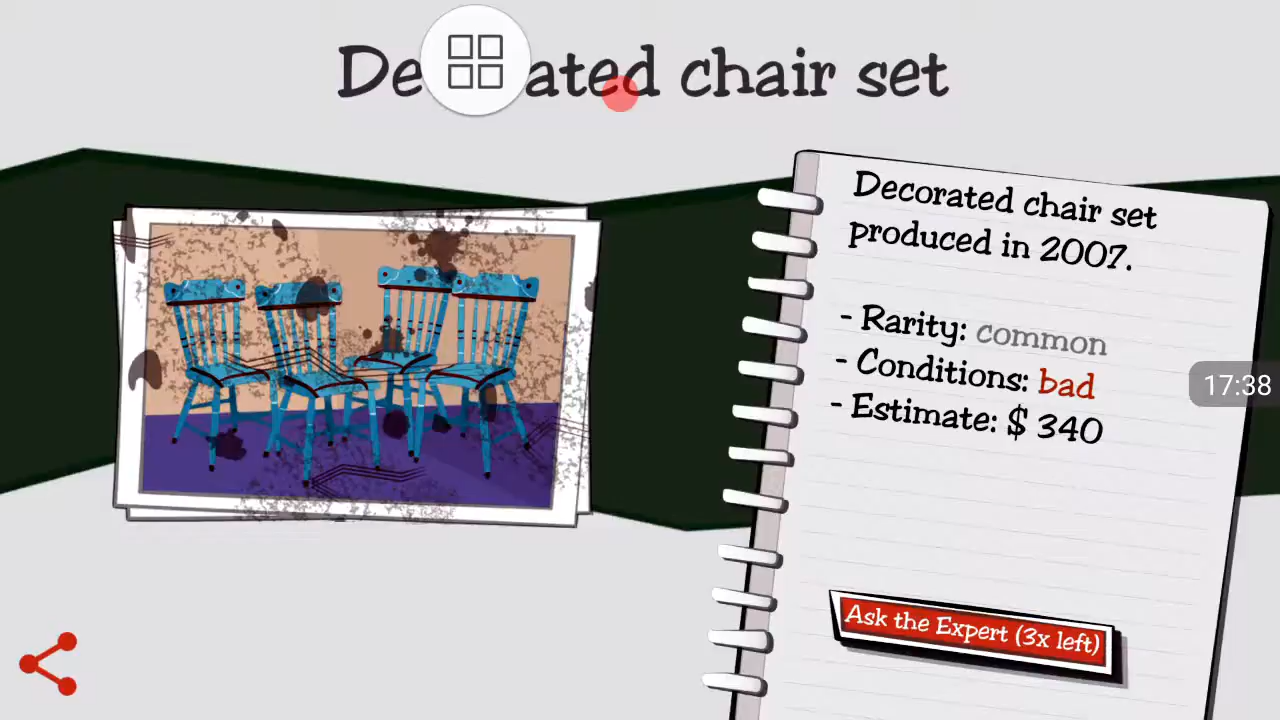 De ated chair set
Decorated chair set
produced in 2007.
- Rarity: common
- Conditions: bad
- Estimate: $ 340
17:38
Ask the Expert (3x left)